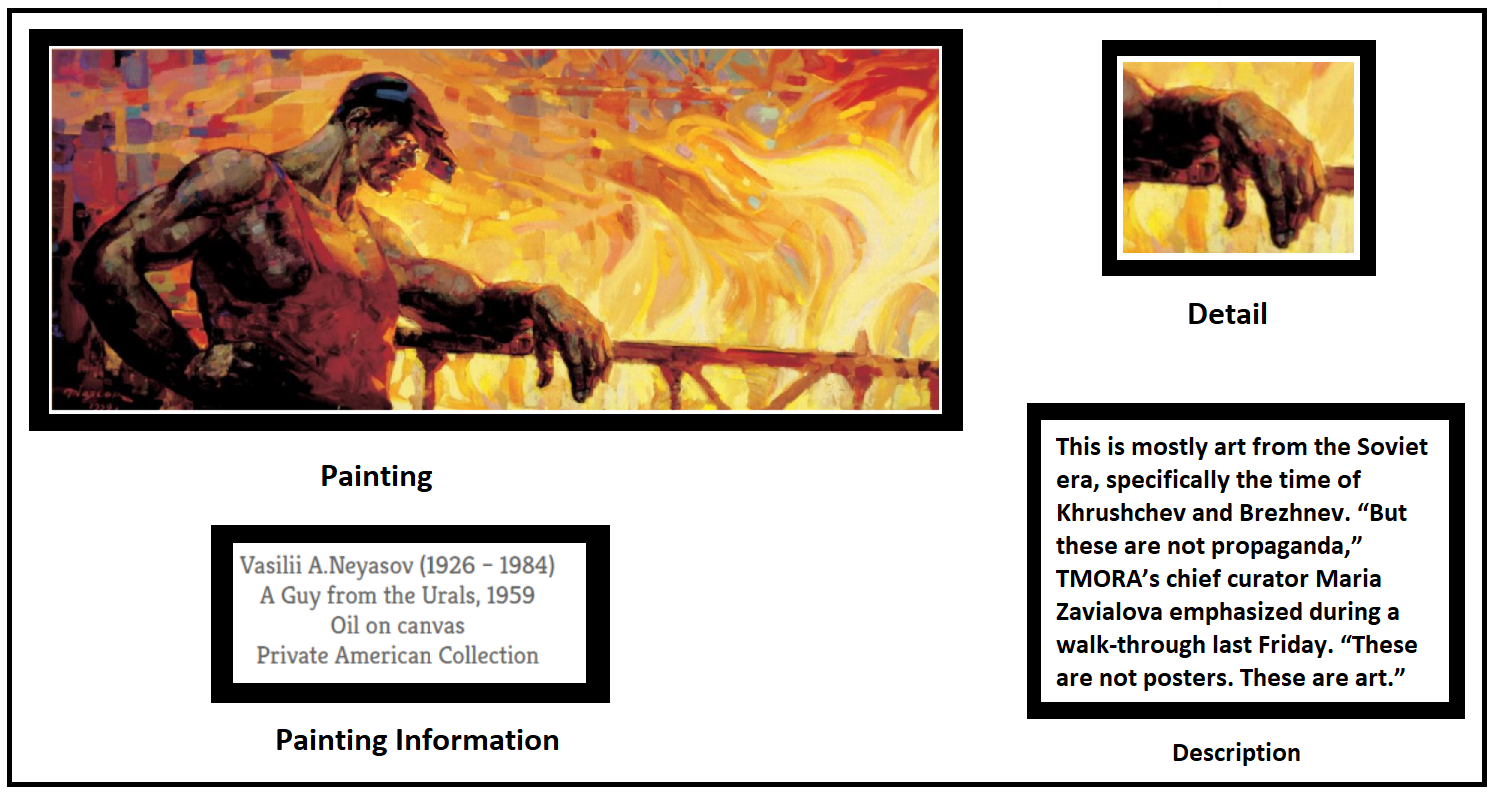 Painting
Detail
Vasilii A.Neyasov (1926 – 1984)
A Guy from the Urals, 1959
Oil on canvas
Private American Collection
Painting Information
This is mostly art from the Soviet
era, specifically the time of
Khrushchev and Brezhnev. “But
these are not propaganda,”
TMORA’s chief curator Maria
Zavialova emphasized during a
walk-through last Friday. “These
are not posters. These are art.”
Description